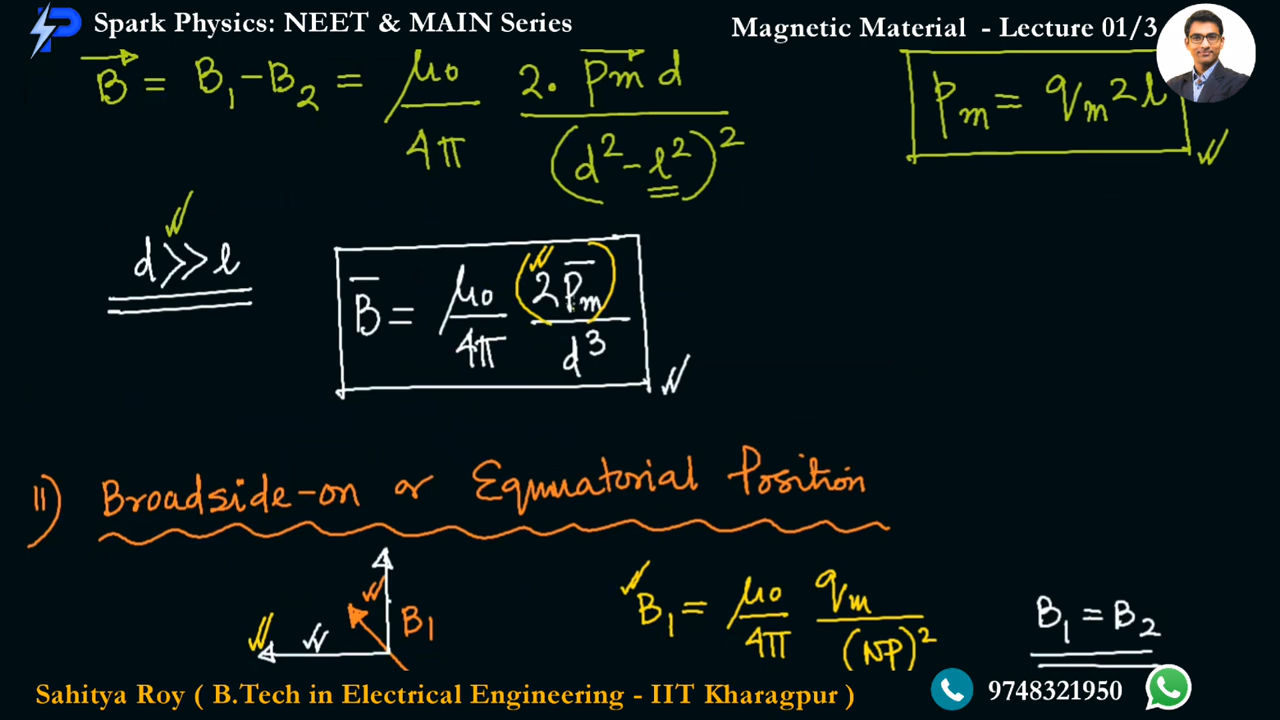 Spark Physics: NEET & MAIN Series
Magnetic Material - Lecture 01/3
B = B₁ - B₂ = μ₀/4π 2. Pm d/(d² - l²)²
Pm = qm 2l
d >> l
B = μ₀/4π 2Pm/d³
II) Broadside-on or Equuatorial Position
B₁
B₁ = μ₀/4π qm/(NP)²
B₁ = B₂
Sahitya Roy ( B.Tech in Electrical Engineering - IIT Kharagpur )
9748321950